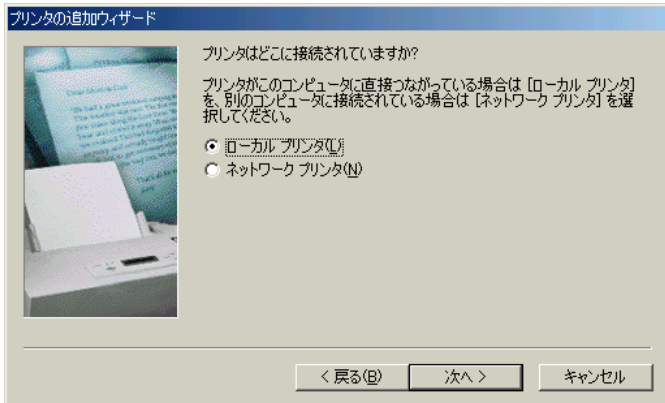 プリンタの追加ウィザード
プリンタはどこに接続されていますか?
プリンタがこのコンピュータに直接つながっている場合は [ローカル プリンタ]
を、別のコンピュータに接続されている場合は [ネットワーク プリンタ] を選
択してください。
ローカル プリンタ(L)
ネットワーク プリンタ(N)
< 戻る(B)
次へ >
キャンセル